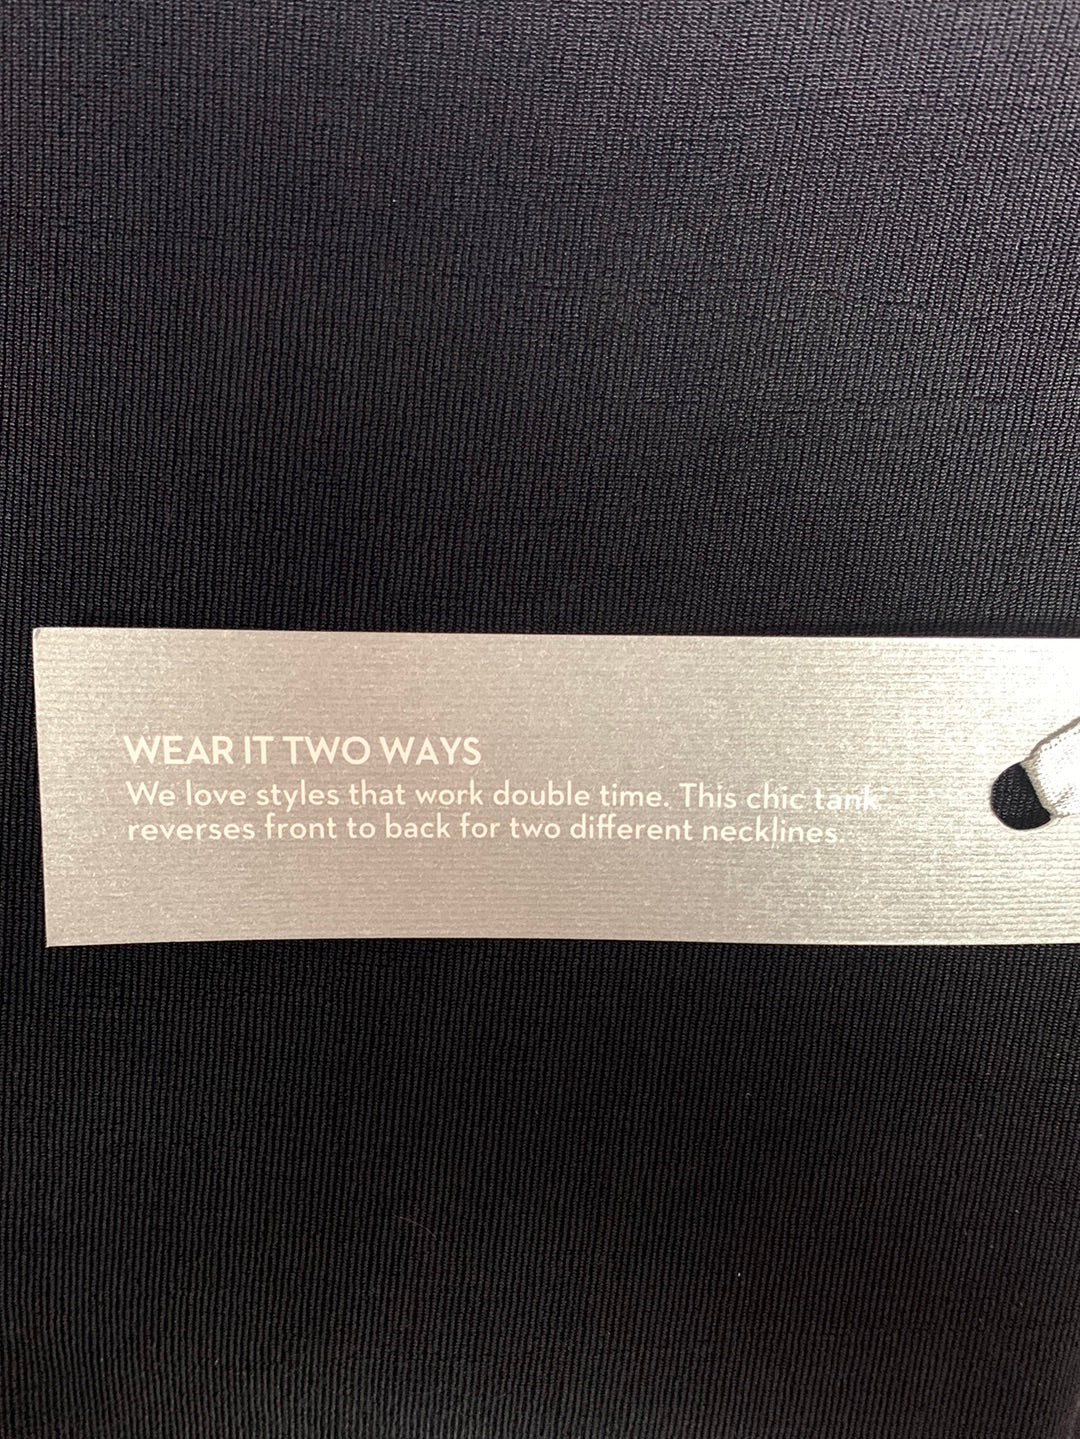 WEAR IT TWO WAYS
We love styles that work double time. This chic tank
reverses front to back for two different necklines.